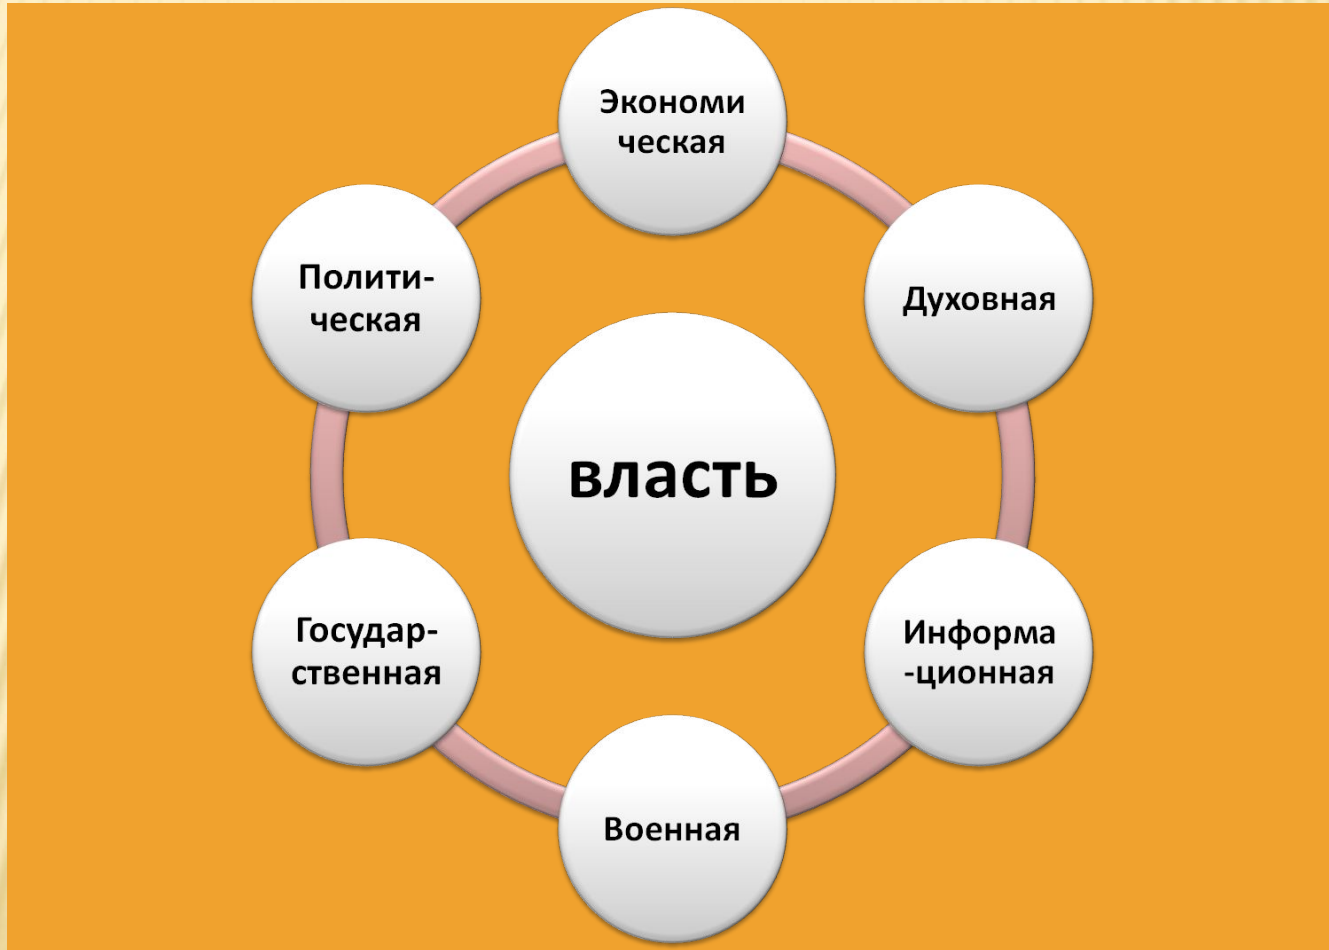 Экономи
ческая
Полити-
ческая
Духовная
власть
Государ-
ственная
Информа
-ционная
Военная